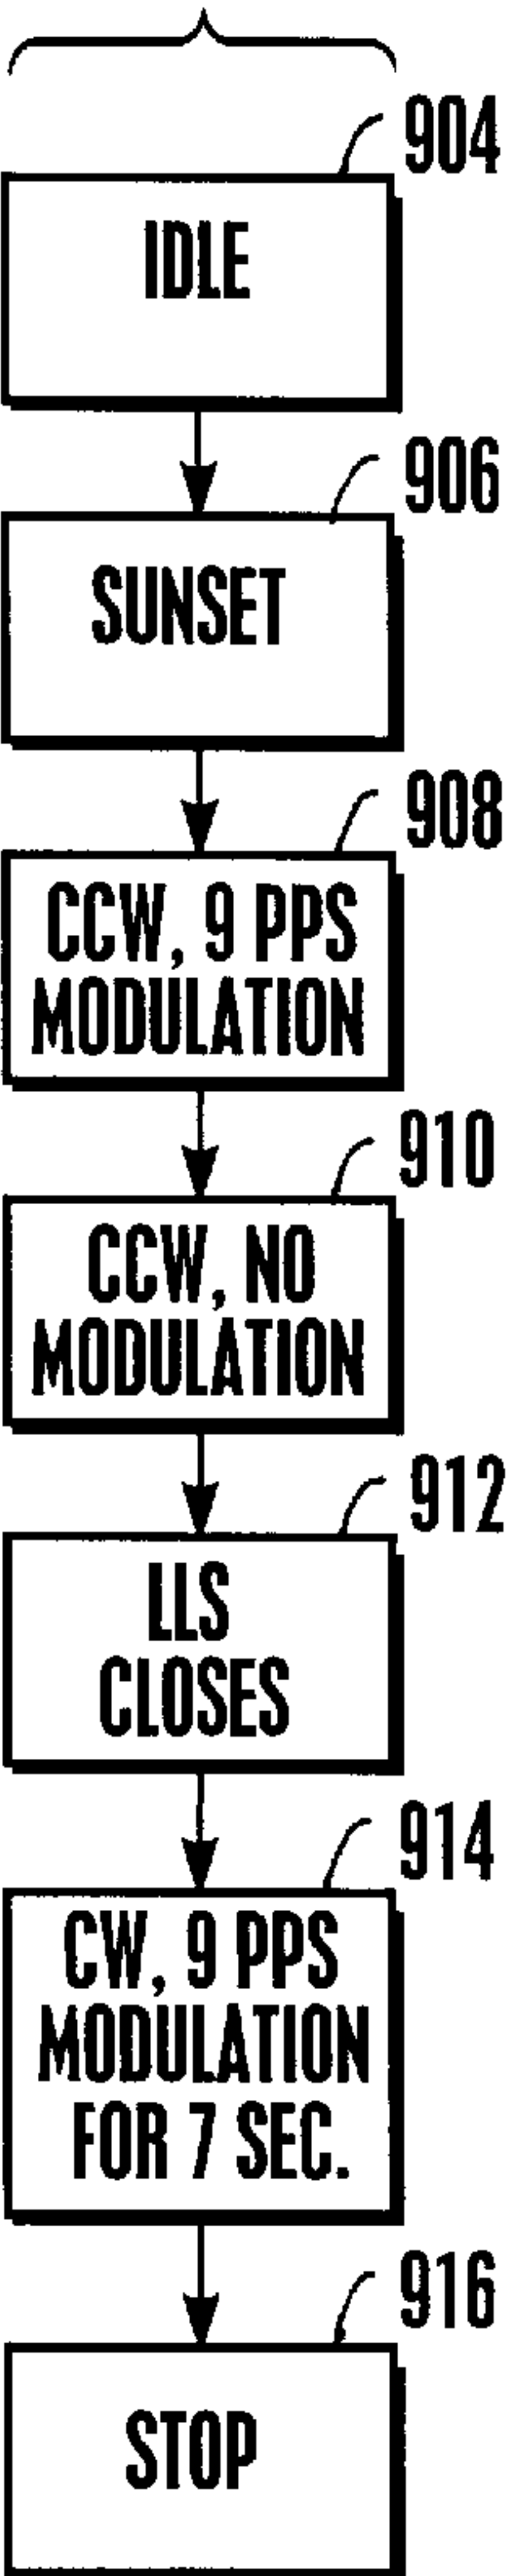 904
IDLE
906
SUNSET
908
CCW, 9 PPS
MODULATION
910
CCW, NO
MODULATION
912
LLS
CLOSES
914
CW, 9 PPS
MODULATION
FOR 7 SEC.
916
STOP